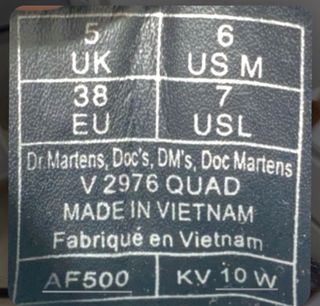 5 6
UK US M
38 7
EU USL
Dr.Martens, Doc's, DM's, Doc Martens
V 2976 QUAD
MADE IN VIETNAM
Fabriqué en Vietnam
AF500 KV 10 W